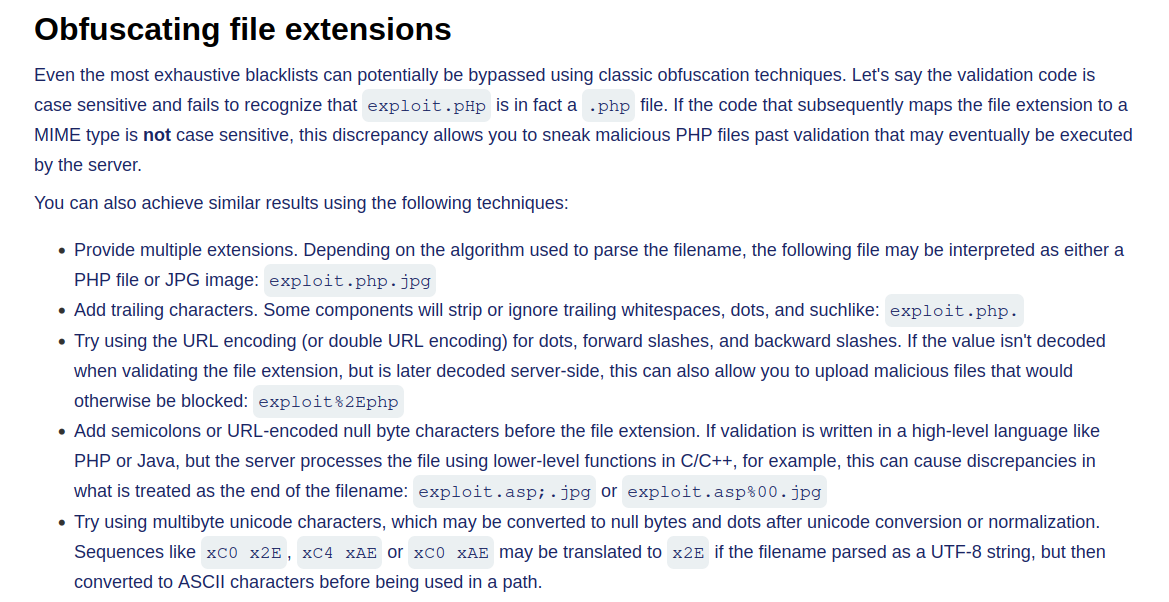 Obfuscating file extensions
Even the most exhaustive blacklists can potentially be bypassed using classic obfuscation techniques. Let's say the validation code is
case sensitive and fails to recognize that exploit.pHp is in fact a .php file. If the code that subsequently maps the file extension to a
MIME type is not case sensitive, this discrepancy allows you to sneak malicious PHP files past validation that may eventually be executed
by the server.
You can also achieve similar results using the following techniques:
• Provide multiple extensions. Depending on the algorithm used to parse the filename, the following file may be interpreted as either a
PHP file or JPG image: exploit.php.jpg
• Add trailing characters. Some components will strip or ignore trailing whitespaces, dots, and suchlike: exploit.php.
• Try using the URL encoding (or double URL encoding) for dots, forward slashes, and backward slashes. If the value isn't decoded
when validating the file extension, but is later decoded server-side, this can also allow you to upload malicious files that would
otherwise be blocked: exploit%2Ephp
• Add semicolons or URL-encoded null byte characters before the file extension. If validation is written in a high-level language like
PHP or Java, but the server processes the file using lower-level functions in C/C++, for example, this can cause discrepancies in
what is treated as the end of the filename: exploit.asp;.jpg or exploit.asp%00.jpg
• Try using multibyte unicode characters, which may be converted to null bytes and dots after unicode conversion or normalization.
Sequences like xC0 x2E, xC4 xAE or xC0 xAE may be translated to x2E if the filename parsed as a UTF-8 string, but then
converted to ASCII characters before being used in a path.